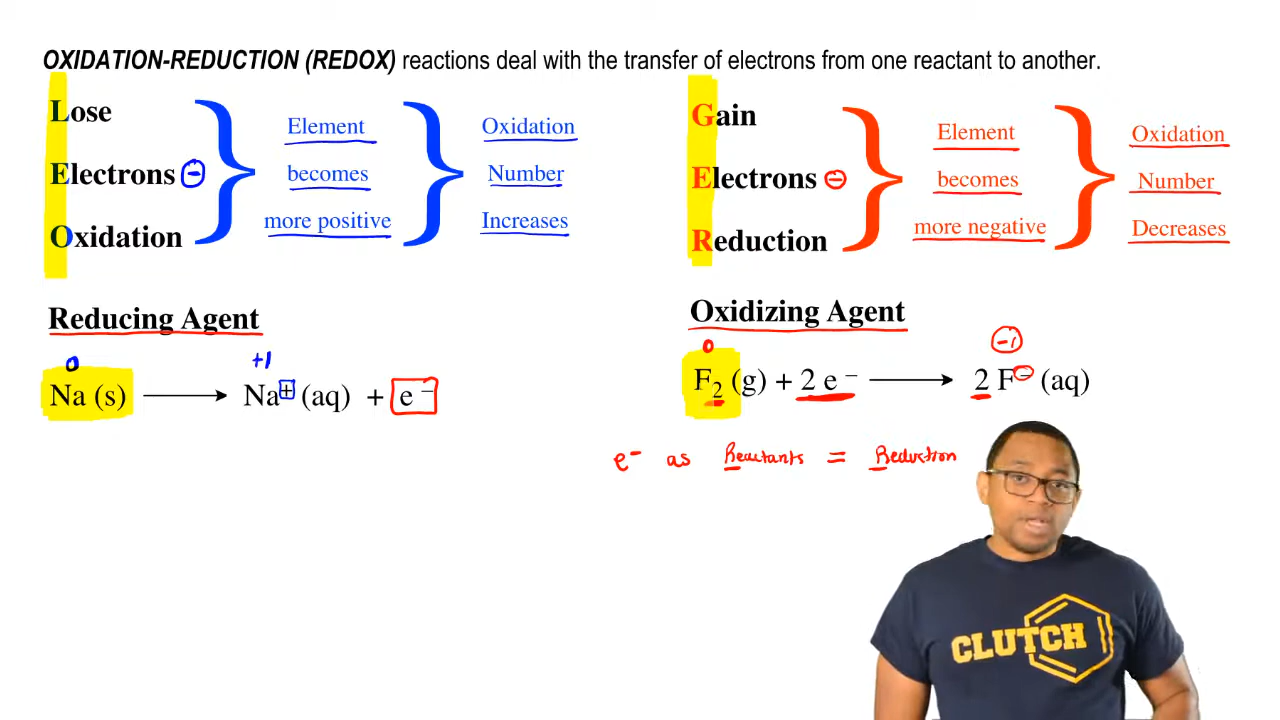 OXIDATION-REDUCTION (REDOX) reactions deal with the transfer of electrons from one reactant to another.
Lose
Electrons ⊖
Oxidation
Element
becomes
more positive
Oxidation
Number
Increases
Gain
Electrons ⊖
Reduction
Element
becomes
more negative
Oxidation
Number
Decreases
Reducing Agent
0 +1
Na (s) ⟶ Na⁺ (aq) + e⁻
Oxidizing Agent
0 -1
F₂ (g) + 2 e⁻ ⟶ 2 F⁻ (aq)
e⁻ as Reactants = Reduction
CLUTCH